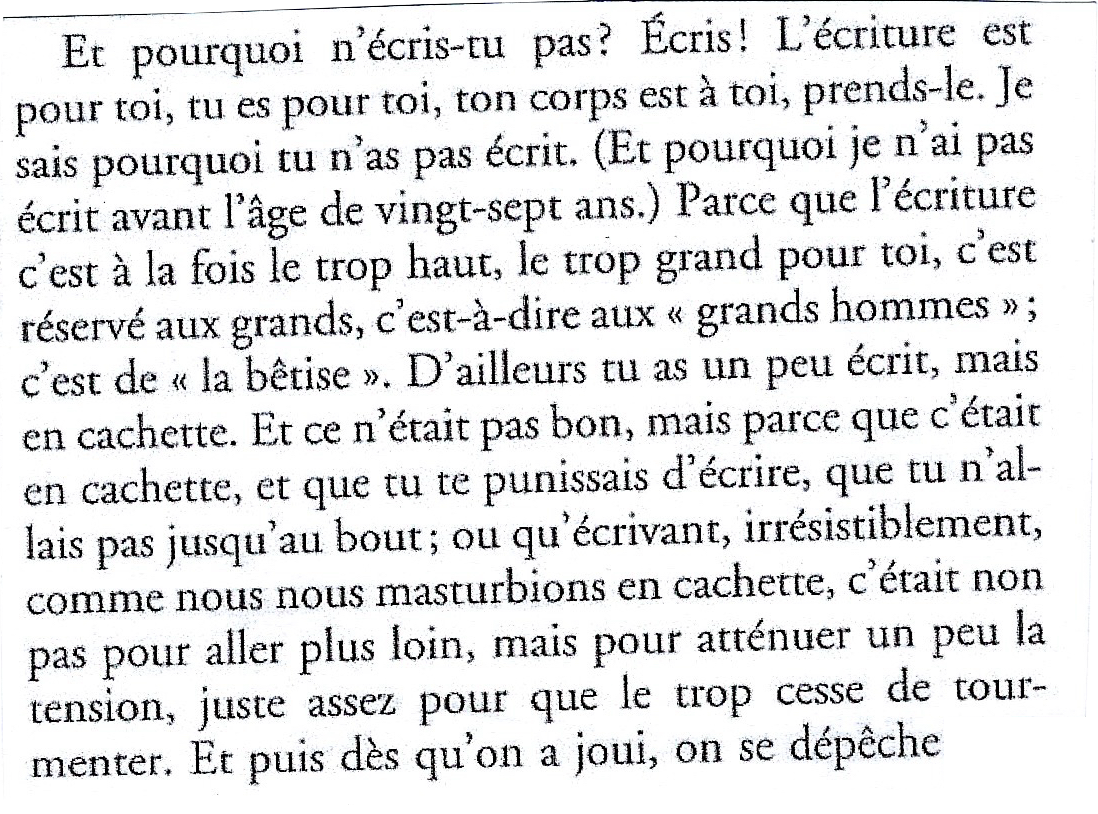 Et pourquoi n'écris-tu pas? Écris! L'écriture est
pour toi, tu es pour toi, ton corps est à toi, prends-le. Je
sais pourquoi tu n'as pas écrit. (Et pourquoi je n'ai pas
écrit avant l'âge de vingt-sept ans.) Parce que l'écriture
c'est à la fois le trop haut, le trop grand pour toi, c'est
réservé aux grands, c'est-à-dire aux « grands hommes » ;
c'est de « la bêtise ». D'ailleurs tu as un peu écrit, mais
en cachette. Et ce n'était pas bon, mais parce que c'était
en cachette, et que tu te punissais d'écrire, que tu n'al-
lais pas jusqu'au bout ; ou qu'écrivant, irrésistiblement,
comme nous nous masturbions en cachette, c'était non
pas pour aller plus loin, mais pour atténuer un peu la
tension, juste assez pour que le trop cesse de tour-
menter. Et puis dès qu'on a joui, on se dépêche